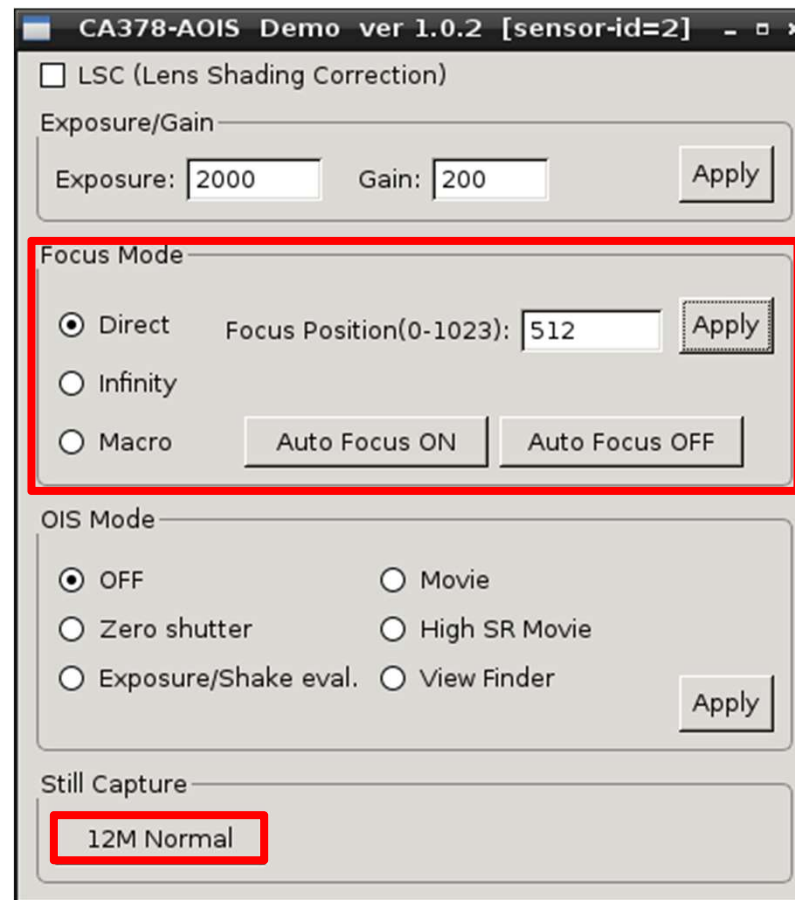 CA378-AOIS Demo ver 1.0.2 [sensor-id=2]
LSC (Lens Shading Correction)
Exposure/Gain
Exposure: 2000 Gain: 200 Apply
Focus Mode
Direct Focus Position(0-1023): 512 Apply
Infinity
Macro Auto Focus ON Auto Focus OFF
OIS Mode
OFF Movie
Zero shutter High SR Movie
Exposure/Shake eval. View Finder
Apply
Still Capture
12M Normal